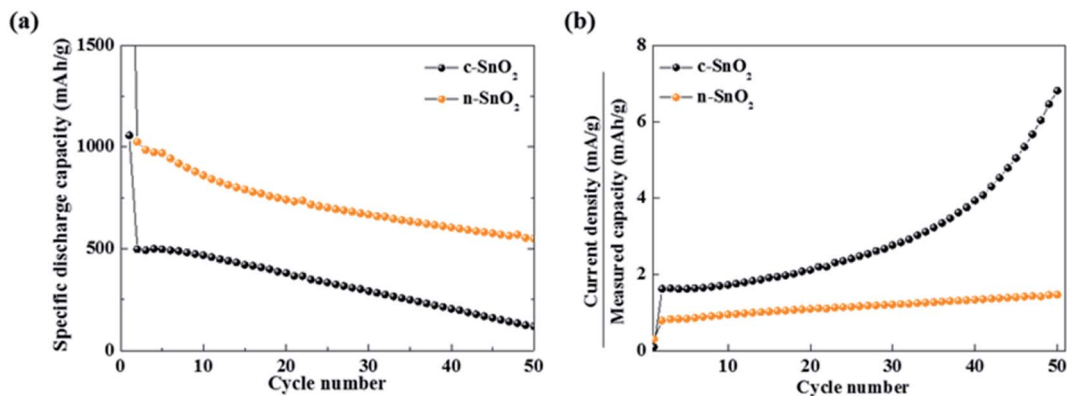 (a)
Specific discharge capacity (mAh/g)
1500
1000
500
0
c-SnO₂
n-SnO₂
0 10 20 30 40 50
Cycle number
(b)
Current density (mA/g)
Measured capacity (mAh/g)
8
6
4
2
0
c-SnO₂
n-SnO₂
10 20 30 40 50
Cycle number